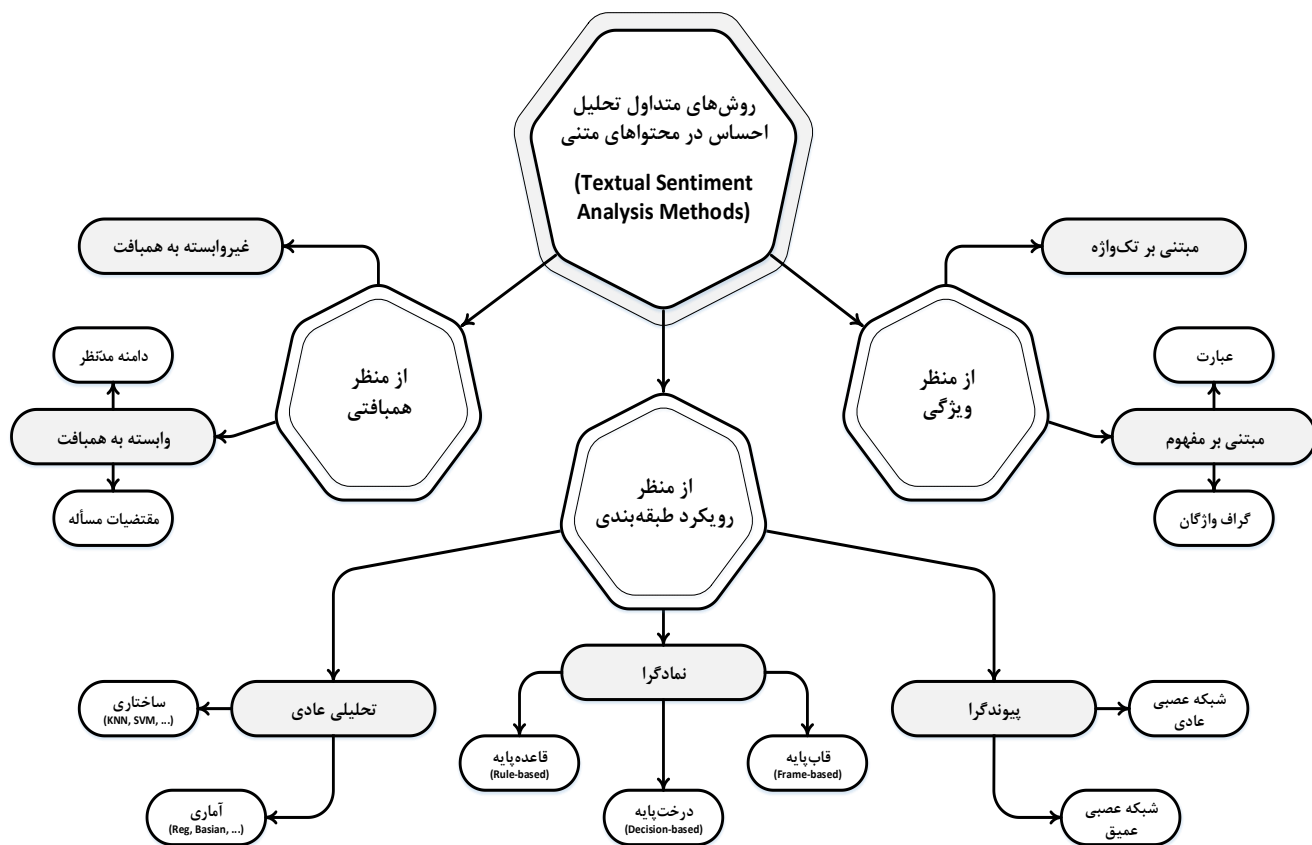 روش‌های متداول تحلیل
احساس در محتواهای متنی
(Textual Sentiment
Analysis Methods)
مبتنی بر تک‌واژه
غیروابسته به همبافت
از منظر
ویژگی
عبارت
مبتنی بر مفهوم
گراف واژگان
از منظر
همبافتی
دامنه مدّنظر
وابسته به همبافت
مقتضیات مسأله
از منظر
رویکرد طبقه‌بندی
پیوندگرا
شبکه عصبی
عادی
شبکه عصبی
عمیق
نمادگرا
قاب‌پایه
(Frame-based)
درخت‌پایه
(Decision-based)
قاعده‌پایه
(Rule-based)
تحلیلی عادی
ساختاری
(KNN, SVM, ...)
آماری
(Reg, Basian, ...)